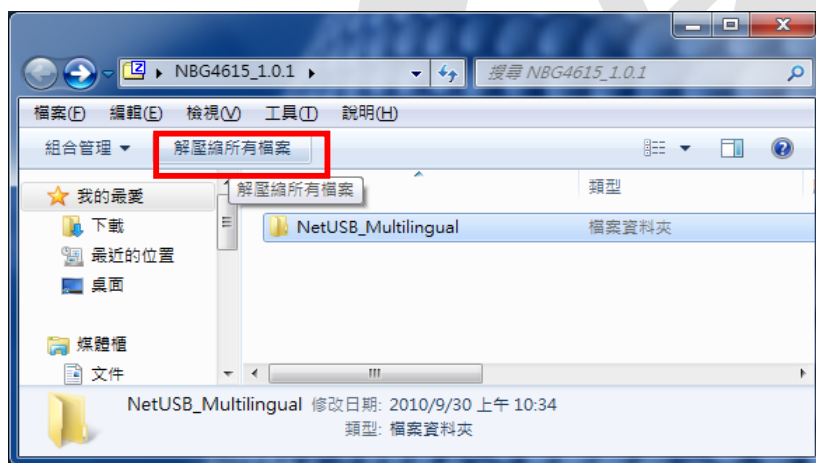 NBG4615_1.0.1
搜尋 NBG4615_1.0.1
檔案(F) 編輯(E) 檢視(V) 工具(T) 說明(H)
組合管理 解壓縮所有檔案
我的最愛 解壓縮所有檔案 類型
下載 NetUSB_Multilingual 檔案資料夾
最近的位置
桌面
媒體櫃
文件
NetUSB_Multilingual 修改日期: 2010/9/30 上午 10:34
類型: 檔案資料夾